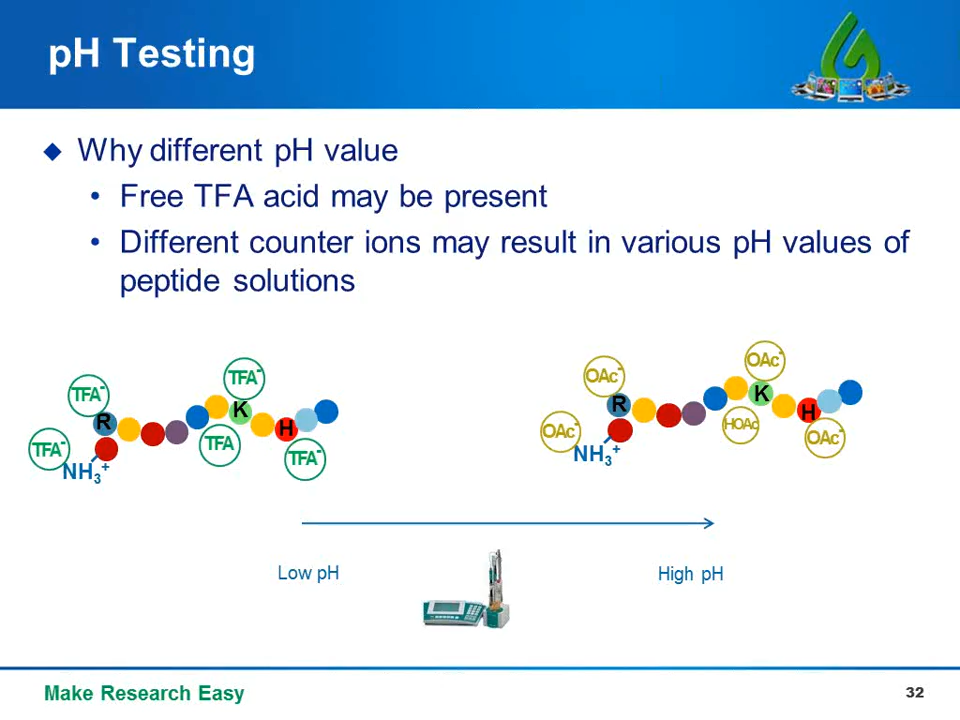 pH Testing
Why different pH value
Free TFA acid may be present
Different counter ions may result in various pH values of
peptide solutions
TFA-
TFA-
R
K
H
TFA-
TFA
TFA-
NH3+
OAc-
OAc-
R
K
H
OAc-
HOAc
OAc-
NH3+
Low pH
High pH
Make Research Easy
32